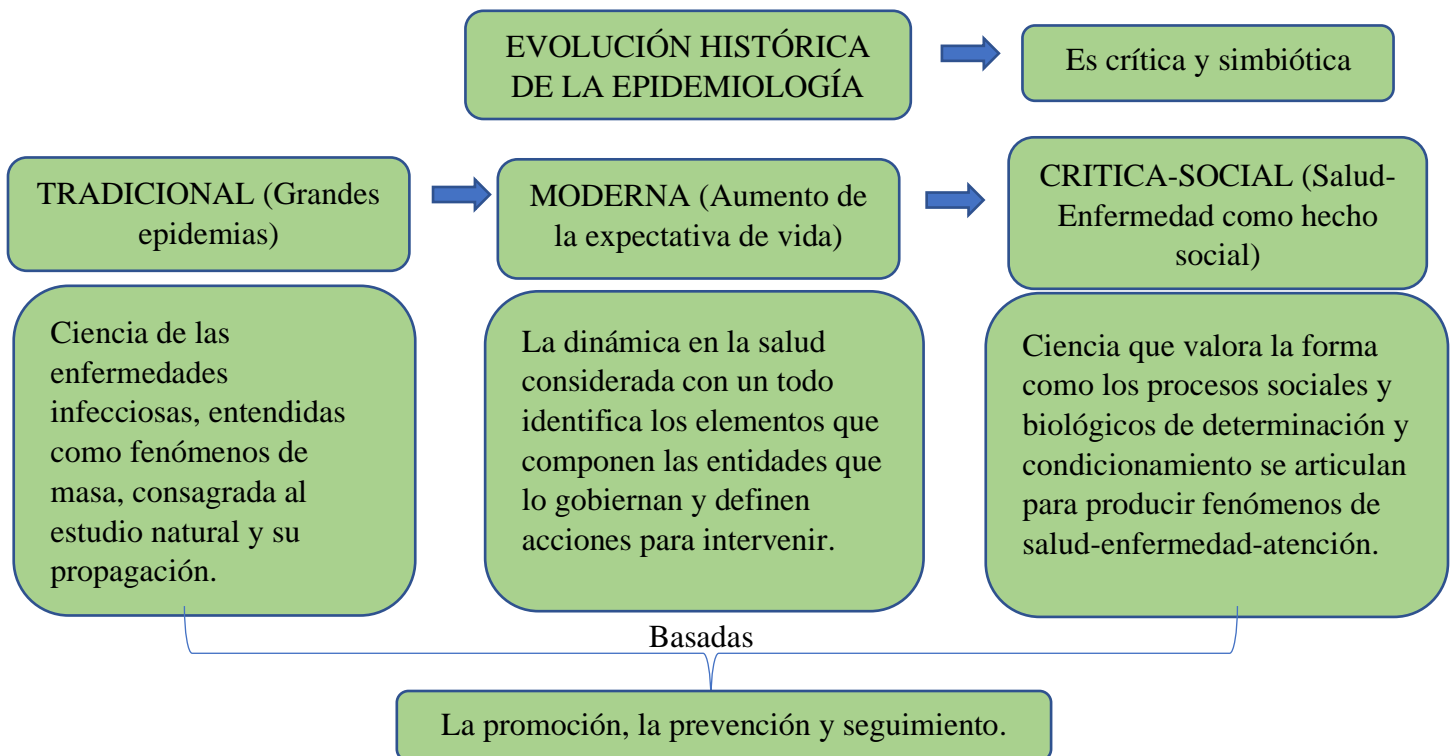 EVOLUCIÓN HISTÓRICA
DE LA EPIDEMIOLOGÍA
Es crítica y simbiótica
TRADICIONAL (Grandes
epidemias)
MODERNA (Aumento de
la expectativa de vida)
CRITICA-SOCIAL (Salud-
Enfermedad como hecho
social)
Ciencia de las
enfermedades
infecciosas, entendidas
como fenómenos de
masa, consagrada al
estudio natural y su
propagación.
La dinámica en la salud
considerada con un todo
identifica los elementos que
componen las entidades que
lo gobiernan y definen
acciones para intervenir.
Ciencia que valora la forma
como los procesos sociales y
biológicos de determinación y
condicionamiento se articulan
para producir fenómenos de
salud-enfermedad-atención.
Basadas
La promoción, la prevención y seguimiento.